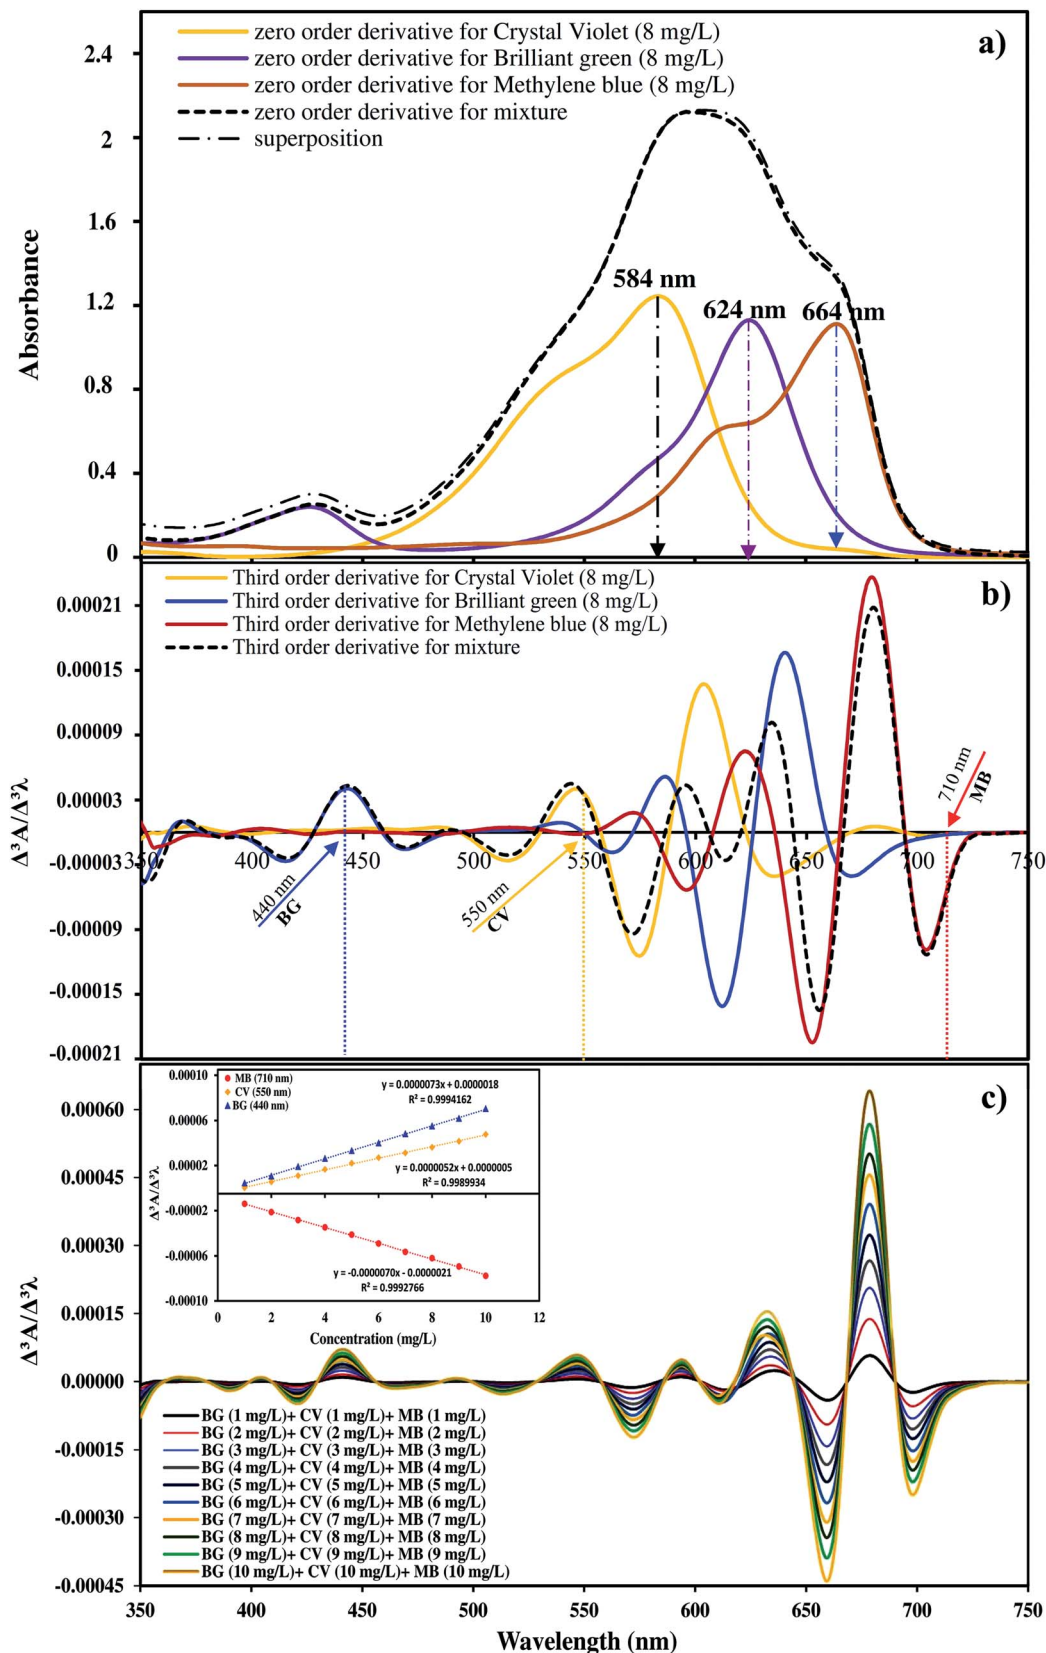 a)
zero order derivative for Crystal Violet (8 mg/L)
zero order derivative for Brilliant green (8 mg/L)
zero order derivative for Methylene blue (8 mg/L)
zero order derivative for mixture
superposition
2.4
2
1.6
1.2
0.8
0.4
0
Absorbance
584 nm
624 nm
664 nm
b)
Third order derivative for Crystal Violet (8 mg/L)
Third order derivative for Brilliant green (8 mg/L)
Third order derivative for Methylene blue (8 mg/L)
Third order derivative for mixture
0.00021
0.00015
0.00009
0.00003
-0.00003
-0.00009
-0.00015
-0.00021
Δ³A/Δ³λ
350 400 450 500 550 600 650 700 750
440 nm
BG
550 nm
CV
710 nm
MB
c)
0.00060
0.00045
0.00030
0.00015
0.00000
-0.00015
-0.00030
-0.00045
Δ³A/Δ³λ
MB (710 nm)
CV (550 nm)
BG (440 nm)
0.00010
0.00006
0.00002
-0.00002
-0.00006
-0.00010
Δ³A/Δ³λ
y = 0.0000073x + 0.0000018
R² = 0.9994162
y = 0.0000052x + 0.0000005
R² = 0.9989934
y = -0.0000070x - 0.0000021
R² = 0.9992766
0 2 4 6 8 10 12
Concentration (mg/L)
BG (1 mg/L)+ CV (1 mg/L)+ MB (1 mg/L)
BG (2 mg/L)+ CV (2 mg/L)+ MB (2 mg/L)
BG (3 mg/L)+ CV (3 mg/L)+ MB (3 mg/L)
BG (4 mg/L)+ CV (4 mg/L)+ MB (4 mg/L)
BG (5 mg/L)+ CV (5 mg/L)+ MB (5 mg/L)
BG (6 mg/L)+ CV (6 mg/L)+ MB (6 mg/L)
BG (7 mg/L)+ CV (7 mg/L)+ MB (7 mg/L)
BG (8 mg/L)+ CV (8 mg/L)+ MB (8 mg/L)
BG (9 mg/L)+ CV (9 mg/L)+ MB (9 mg/L)
BG (10 mg/L)+ CV (10 mg/L)+ MB (10 mg/L)
350 400 450 500 550 600 650 700 750
Wavelength (nm)